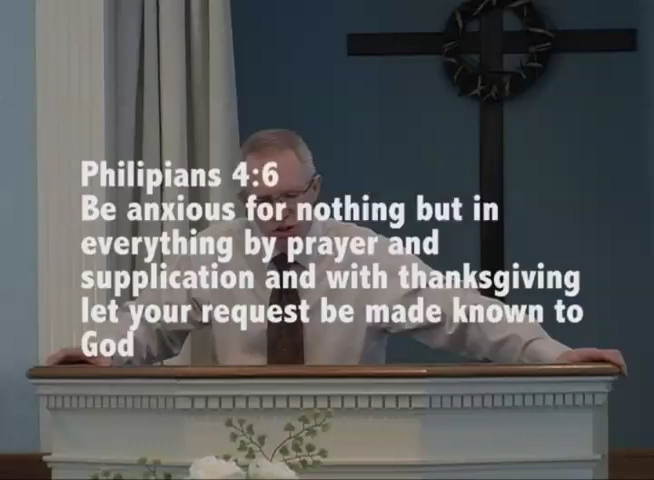 Philipians 4:6
Be anxious for nothing but in
everything by prayer and
supplication and with thanksgiving
let your request be made known to
God